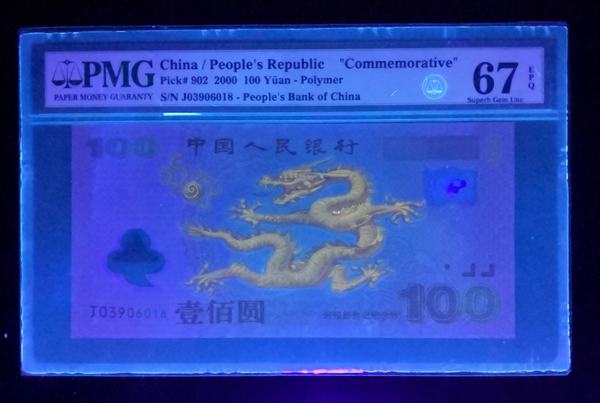 PMG
PAPER MONEY GUARANTY
China / People's Republic "Commemorative"
Pick# 902 2000 100 Yüan - Polymer
S/N J03906018 - People's Bank of China
67 EPQ
Superb Gem Unc
100 中国人民银行
J03906018 壹佰圆
100